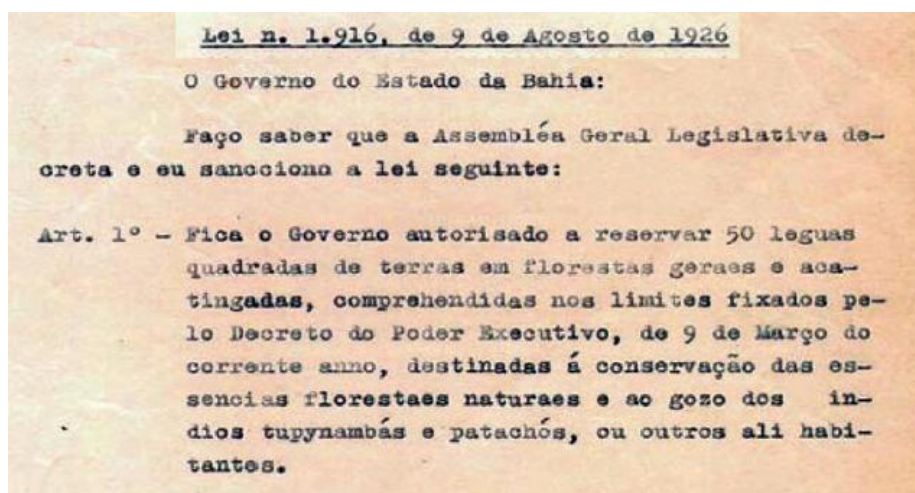 Lei n. 1.916, de 9 de Agosto de 1926
O Governo do Estado da Bahia:
Faço saber que a Assembléa Geral Legislativa de-
creta e eu sancciono a lei seguinte:
Art. 1º - Fica o Governo autorisado a reservar 50 leguas
quadradas de terras em florestas geraes e aca-
tingadas, comprehendidas nos limites fixados pe-
lo Decreto do Poder Executivo, de 9 de Março do
corrente anno, destinadas á conservação das es-
sencias florestaes naturaes e ao gozo dos in-
dios tupynambás e patachós, ou outros ali habi-
tantes.